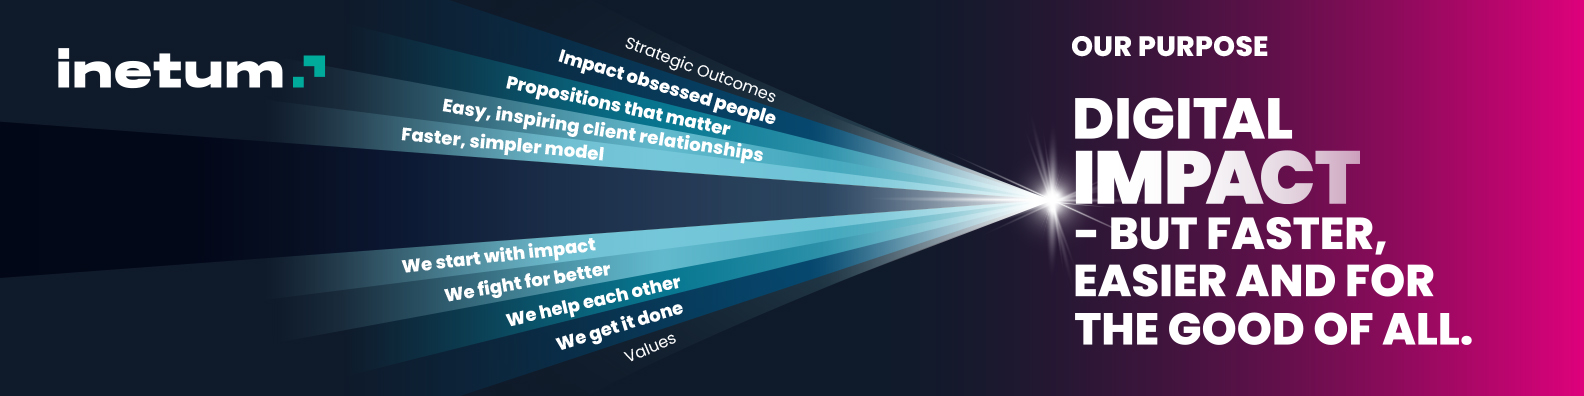 inetum
Strategic Outcomes
Impact obsessed people
Propositions that matter
Easy, inspiring client relationships
Faster, simpler model
We start with impact
We fight for better
We help each other
We get it done
Values
OUR PURPOSE
DIGITAL
IMPACT
- BUT FASTER,
EASIER AND FOR
THE GOOD OF ALL.